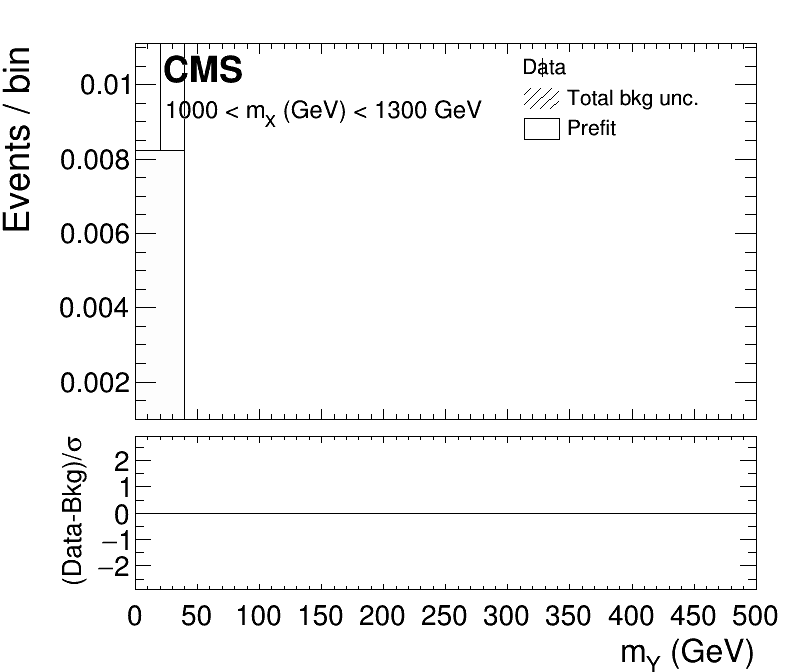 CMS
1000 < mX (GeV) < 1300 GeV
Data
Total bkg unc.
Prefit
Events / bin
0.01
0.008
0.006
0.004
0.002
(Data-Bkg)/σ
2
1
0
−1
−2
0 50 100 150 200 250 300 350 400 450 500
mY (GeV)